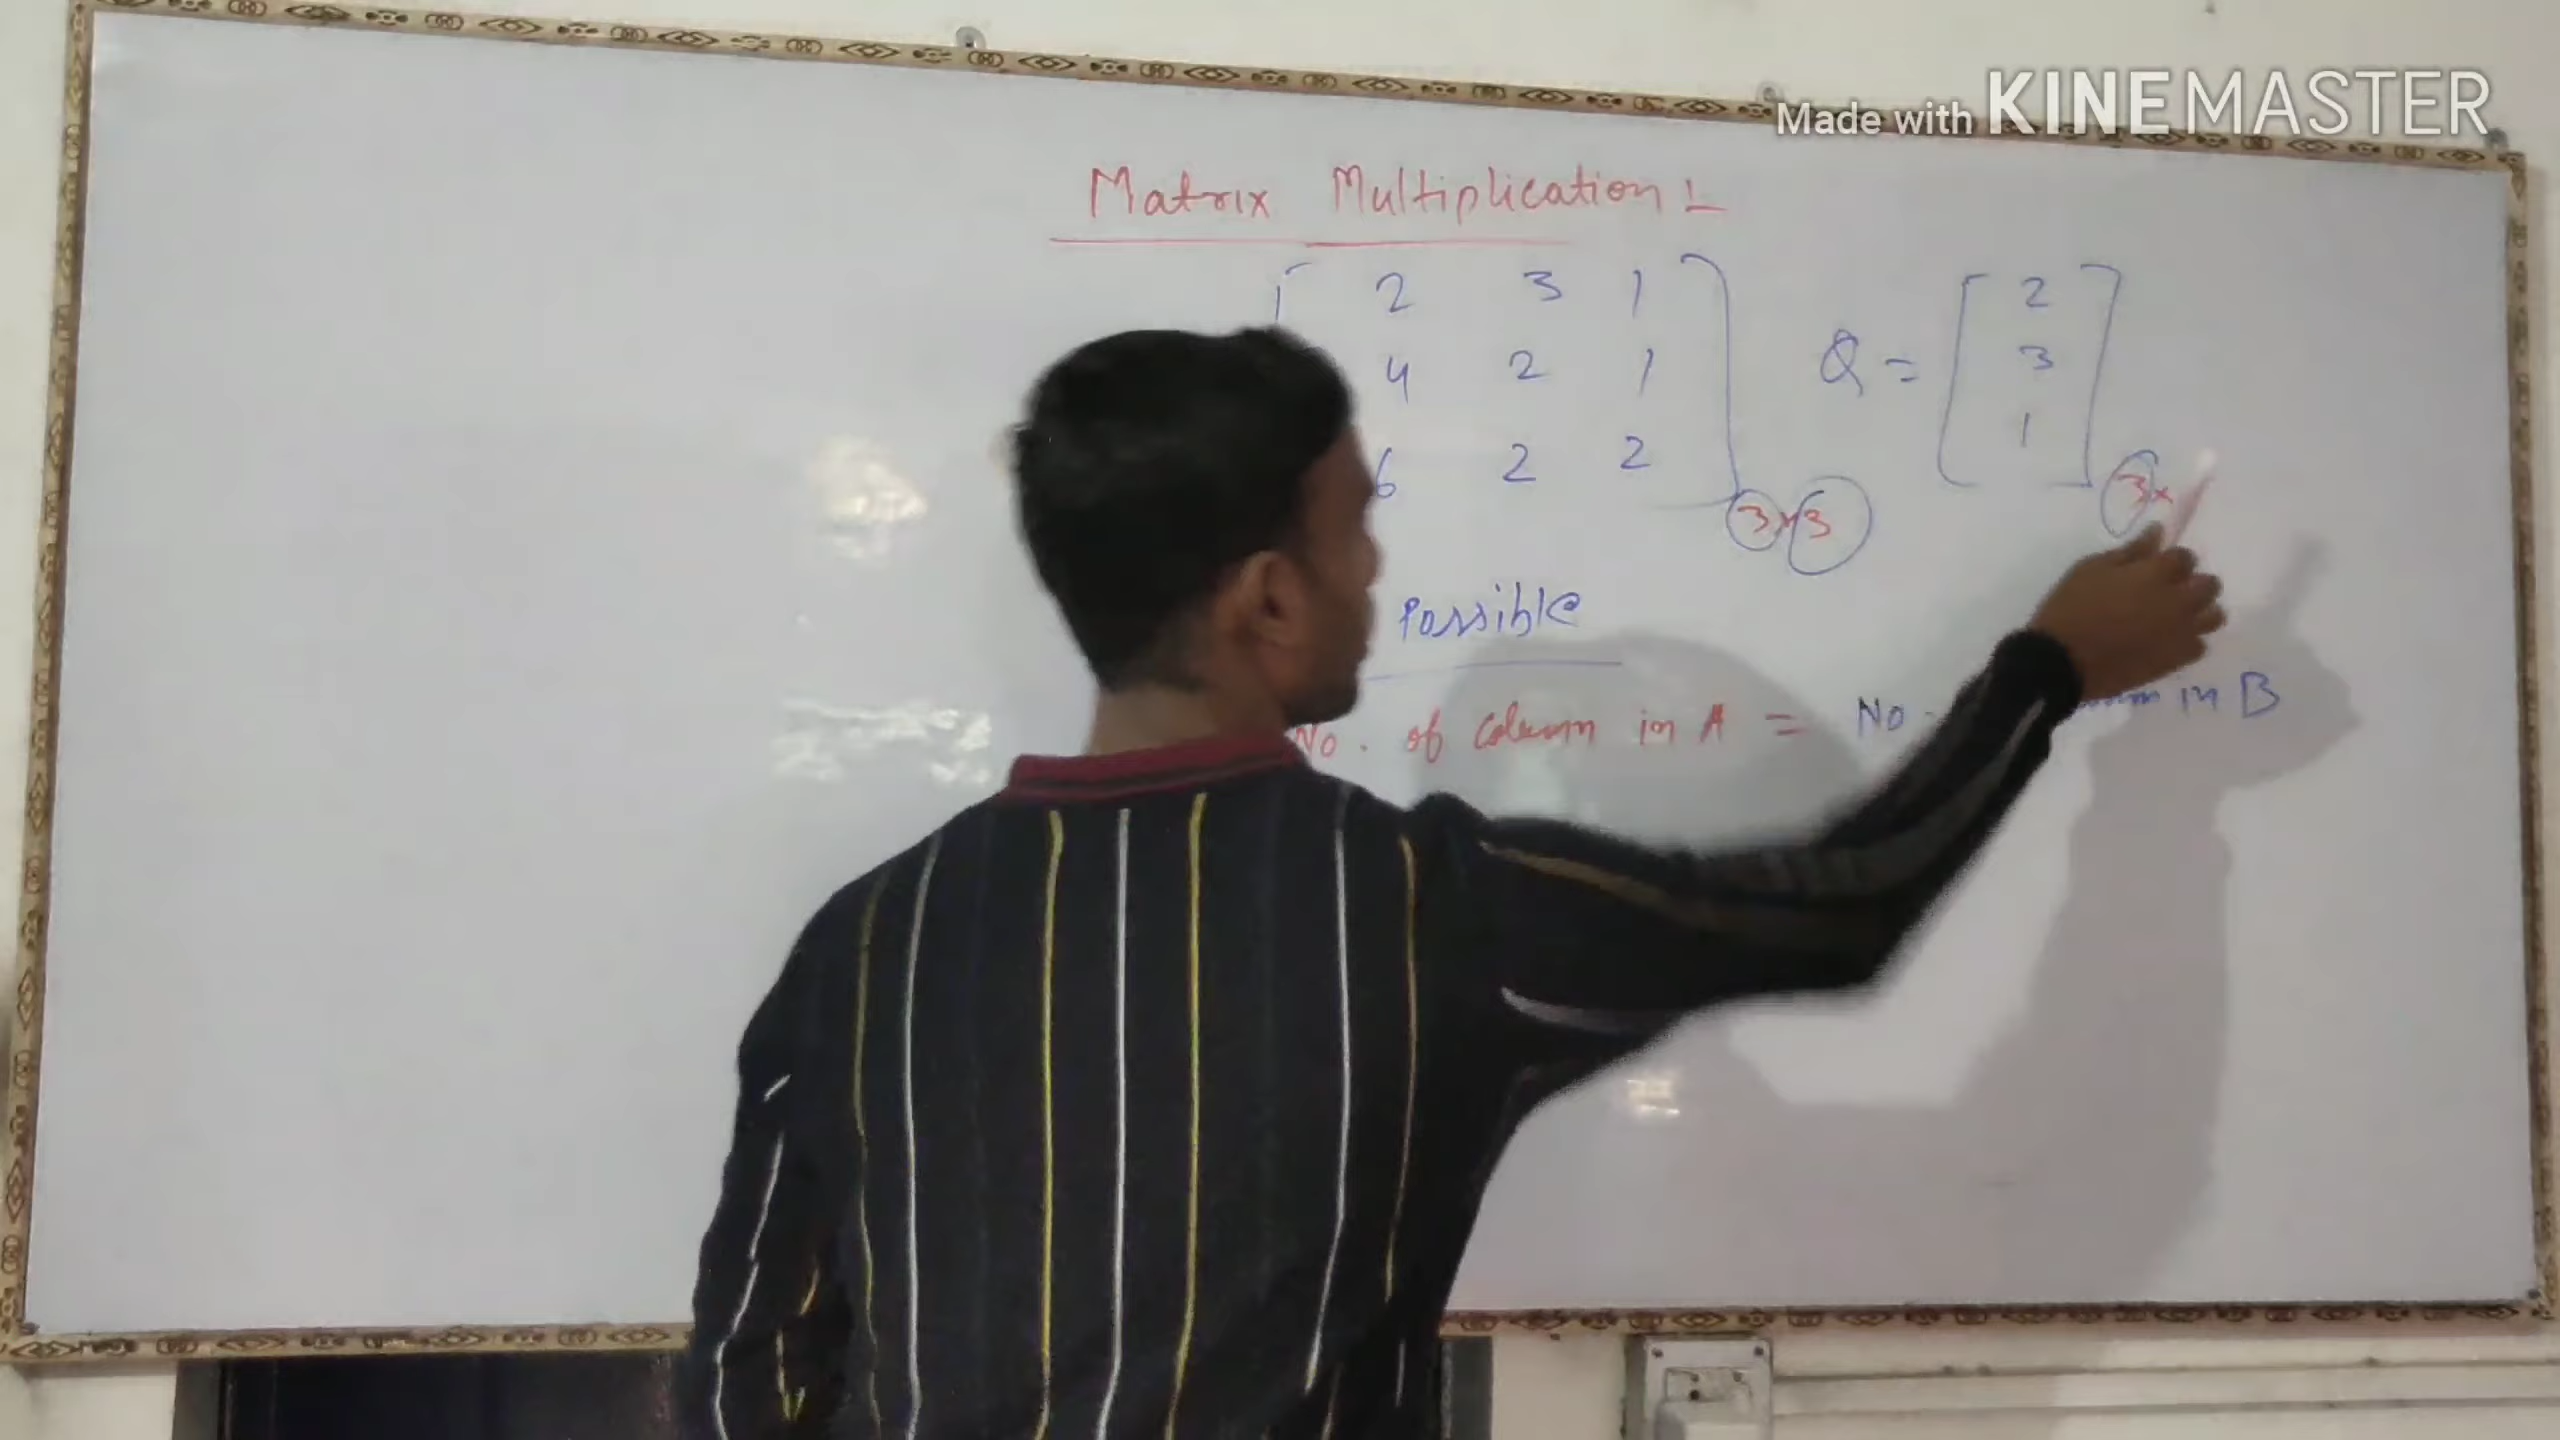 Made with KINEMASTER
Matrix Multiplication :-
2 3 1
4 2 1
6 2 2
3x3
Q = [ 2
3
1 ]
3x
Possible
No. of column in A = No. in B